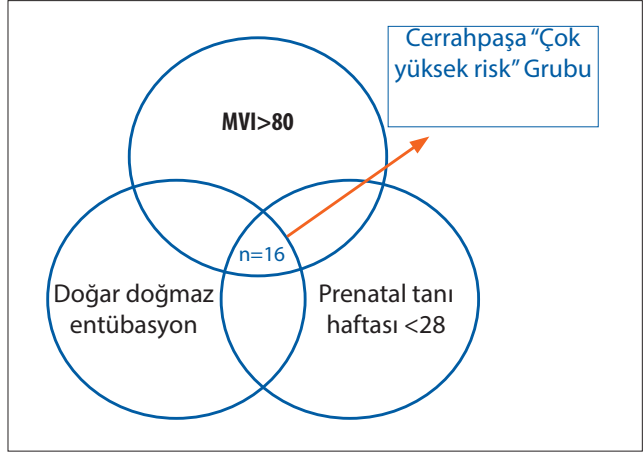 Cerrahpaşa “Çok
yüksek risk” Grubu
MVI>80
n=16
Doğar doğmaz
entübasyon
Prenatal tanı
haftası <28